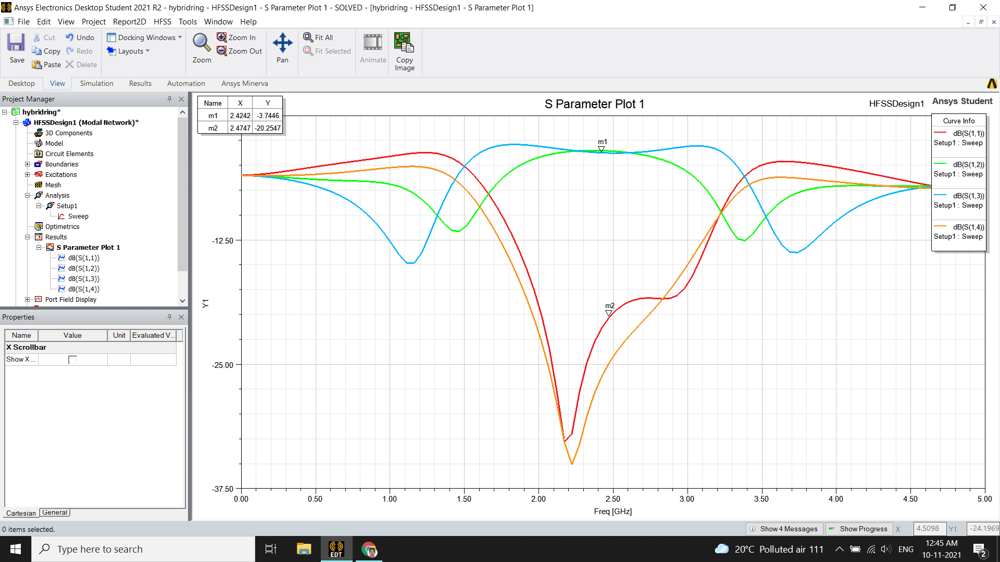 Ansys Electronics Desktop Student 2021 R2 - hybridring - HFSSDesign1 - S Parameter Plot 1 - SOLVED - [hybridring - HFSSDesign1 - S Parameter Plot 1]
File Edit View Project Report2D HFSS Tools Window Help
Save
Cut
Copy
Paste
Undo
Redo
Delete
Docking Windows
Layouts
Zoom
Zoom In
Zoom Out
Pan
Fit All
Fit Selected
Animate
Copy
Image
Desktop View Simulation Results Automation Ansys Minerva
Project Manager
hybridring*
HFSSDesign1 (Modal Network)*
3D Components
Model
Circuit Elements
Boundaries
Excitations
Mesh
Analysis
Setup1
Sweep
Optimetrics
Results
S Parameter Plot 1
dB(S(1,1))
dB(S(1,2))
dB(S(1,3))
dB(S(1,4))
Port Field Display
Properties
Name Value Unit Evaluated V...
X Scrollbar
Show X ...
Cartesian General
Name X Y
m1 2.4242 -3.7446
m2 2.4747 -20.2547
S Parameter Plot 1
HFSSDesign1
Ansys Student
Curve Info
dB(S(1,1))
Setup1 : Sweep
dB(S(1,2))
Setup1 : Sweep
dB(S(1,3))
Setup1 : Sweep
dB(S(1,4))
Setup1 : Sweep
m1
m2
-12.50
-25.00
-37.50
Y1
0.00 0.50 1.00 1.50 2.00 2.50 3.00 3.50 4.00 4.50 5.00
Freq [GHz]
0 items selected.
Show 4 Messages Show Progress X 4.5098 Y1 -24.1969
Type here to search
EDT
20°C Polluted air 111
ENG
12:45 AM
10-11-2021
2